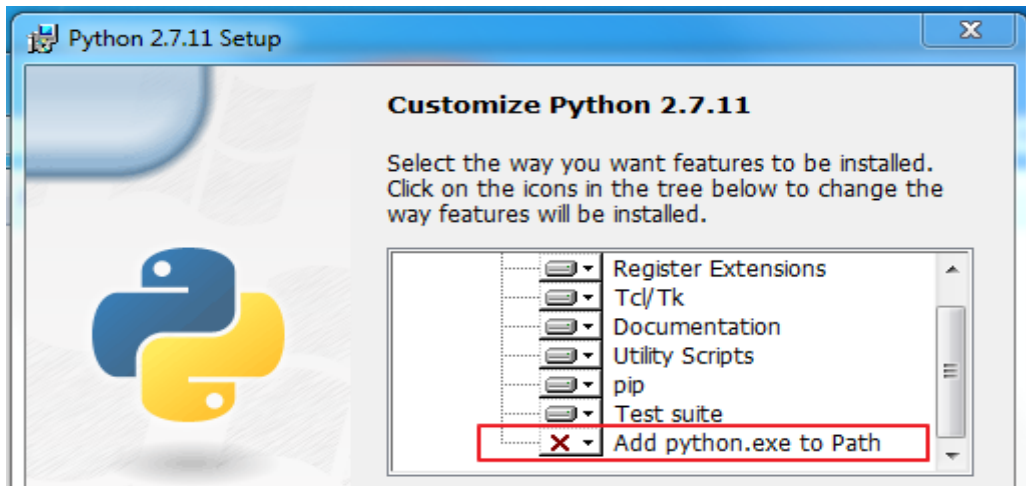 Python 2.7.11 Setup
Customize Python 2.7.11
Select the way you want features to be installed.
Click on the icons in the tree below to change the
way features will be installed.
Register Extensions
Tcl/Tk
Documentation
Utility Scripts
pip
Test suite
Add python.exe to Path